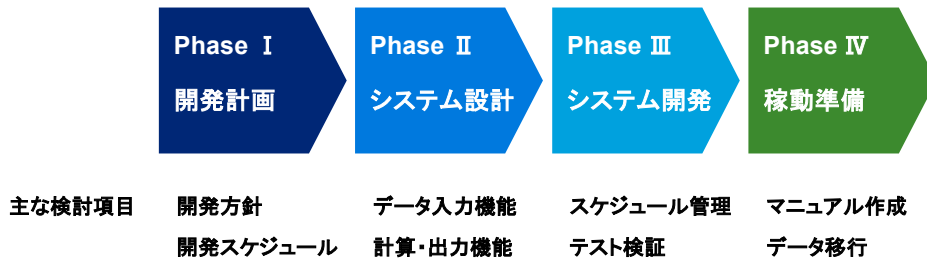 Phase Ⅰ
開発計画
Phase Ⅱ
システム設計
Phase Ⅲ
システム開発
Phase Ⅳ
稼動準備
主な検討項目
開発方針
開発スケジュール
データ入力機能
計算・出力機能
スケジュール管理
テスト検証
マニュアル作成
データ移行